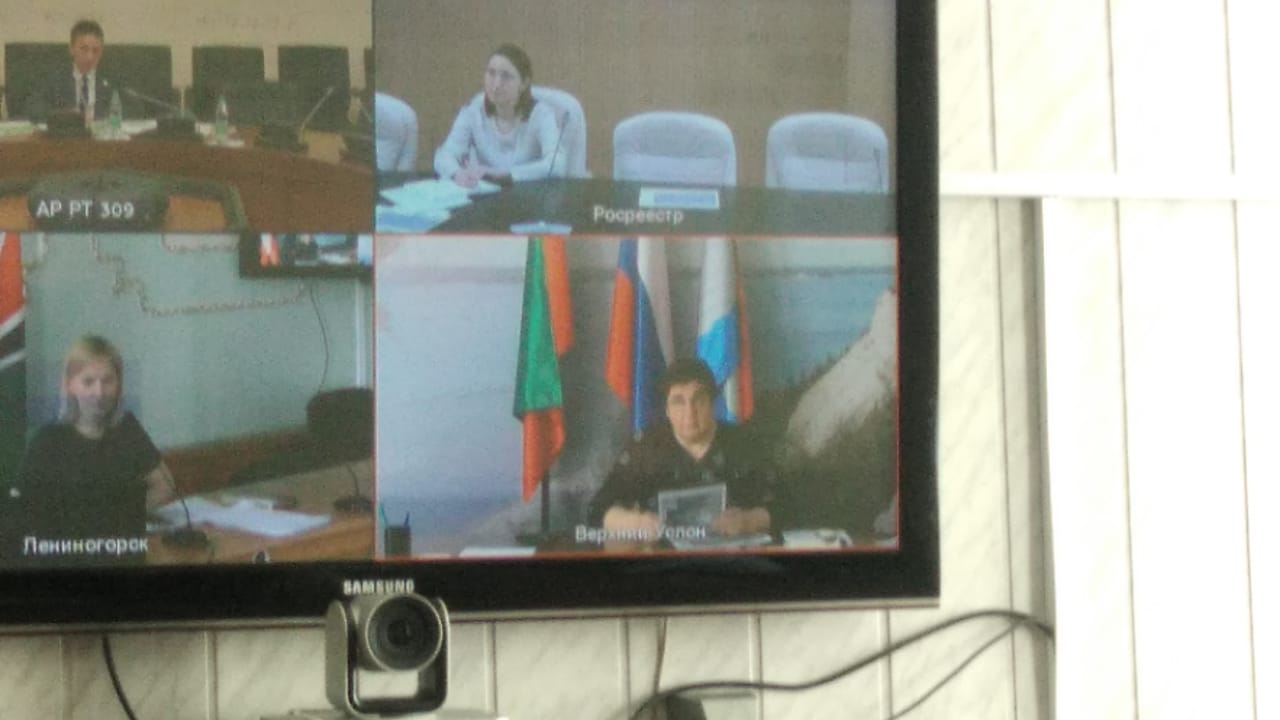 АР РТ 309
Росреестр
Лениногорск
Верхний Услон
SAMSUNG